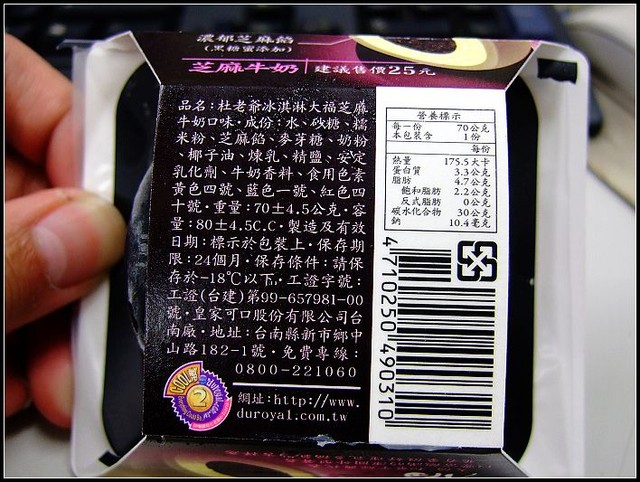 濃郁芝麻餡
(黑糖蜜添加)
芝麻牛奶 建議售價25元
品名:杜老爺冰淇淋大福芝麻
牛奶口味·成份:水、砂糖、糯
米粉、芝麻餡、麥芽糖、奶粉
、椰子油、煉乳、精鹽、安定
乳化劑、牛奶香料、食用色素
黃色四號、藍色一號、紅色四
十號·重量:70±4.5公克·容
量:80±4.5C.C·製造及有效
日期:標示於包裝上·保存期
限:24個月·保存條件:請保
存於-18℃以下·工證字號:
工證(台建)第99-657981-00
號·皇家可口股份有限公司台
南廠·地址:台南縣新市鄉中
山路182-1號·免費專線:
0800-221060
網址:http://www.
duroyal.com.tw
營養標示
每一份 70公克
本包裝含 1份
每份
熱量 175.5大卡
蛋白質 3.3公克
脂肪 4.7公克
飽和脂肪 2.2公克
反式脂肪 0公克
碳水化合物 30公克
鈉 10.4毫克
4710250490310
COOL
2